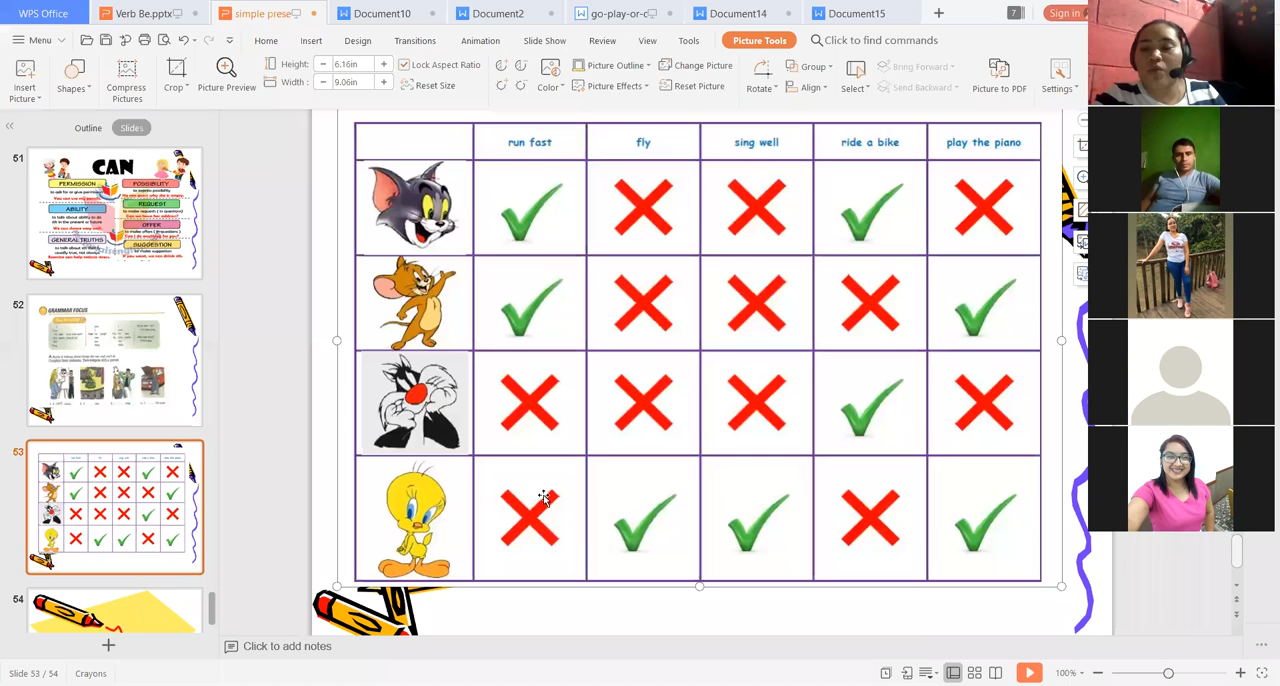 WPS Office
Verb Be.pptx
simple prese
Document10
Document2
go-play-or-c
Document14
Document15
7
Sign in
Menu
Home
Insert
Design
Transitions
Animation
Slide Show
Review
View
Tools
Picture Tools
Click to find commands
Insert Picture
Shapes
Compress Pictures
Height: 6.16in
Width : 9.06in
Crop
Picture Preview
Lock Aspect Ratio
Reset Size
Color
Picture Outline
Change Picture
Picture Effects
Reset Picture
Rotate
Group
Align
Select
Bring Forward
Send Backward
Picture to PDF
Settings
Outline
Slides
51
CAN
PERMISSION
POSSIBILITY
ABILITY
REQUEST
OFFER
GENERAL TRUTHS
SUGGESTION
52
GRAMMAR FOCUS
53
54
run fast
fly
sing well
ride a bike
play the piano
Click to add notes
Slide 53 / 54
Crayons
100%